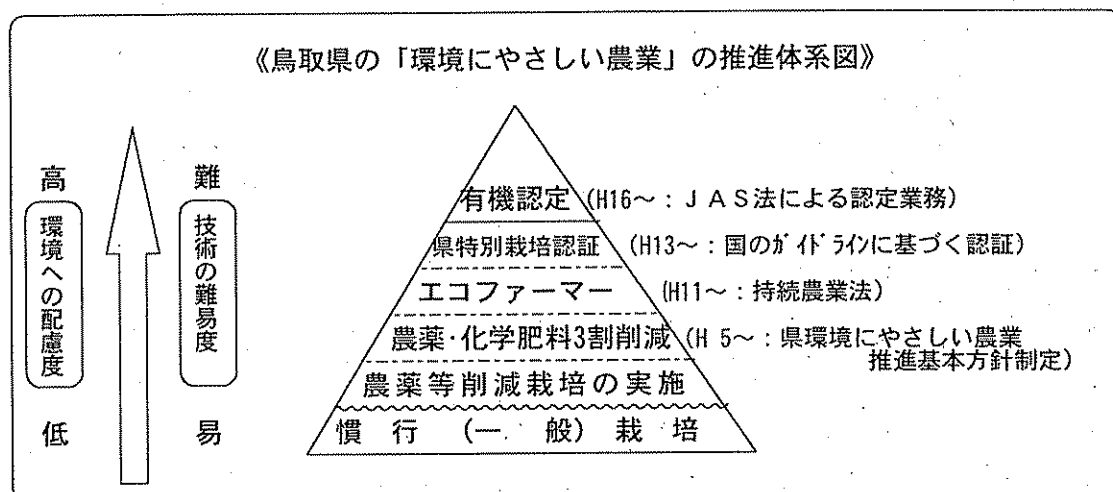 《鳥取県の「環境にやさしい農業」の推進体系図》
高
環境への配慮度
低
難
技術の難易度
易
有機認定 (H16～：ＪＡＳ法による認定業務)
県特別栽培認証 (H13～：国のｶﾞｲﾄﾞﾗｲﾝに基づく認証)
エコファーマー (H11～：持続農業法)
農薬･化学肥料3割削減 (H 5～：県環境にやさしい農業
推進基本方針制定)
農薬等削減栽培の実施
慣行（一般）栽培